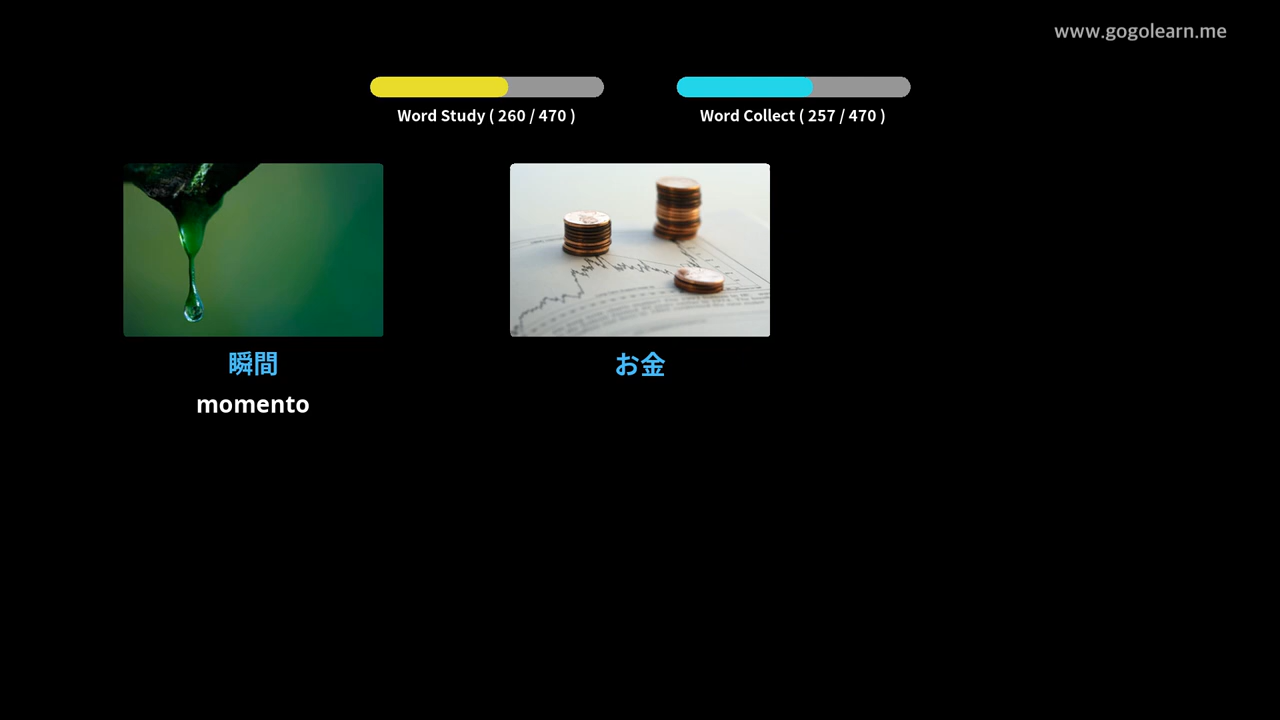 www.gogolearn.me
Word Study ( 260 / 470 )
Word Collect ( 257 / 470 )
瞬間
お金
momento